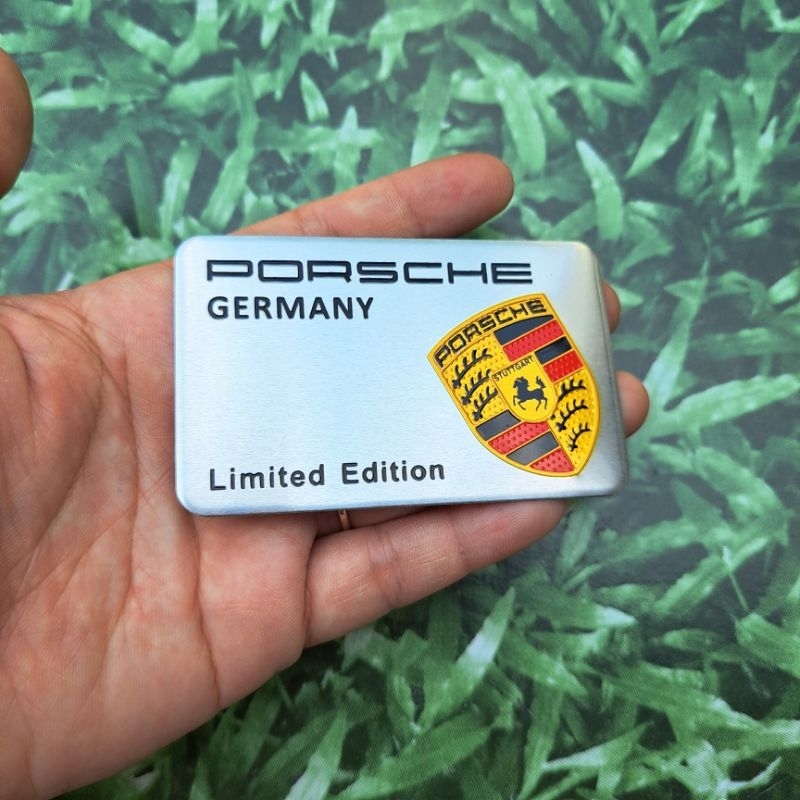 PORSCHE
GERMANY
PORSCHE
STUTTGART
Limited Edition